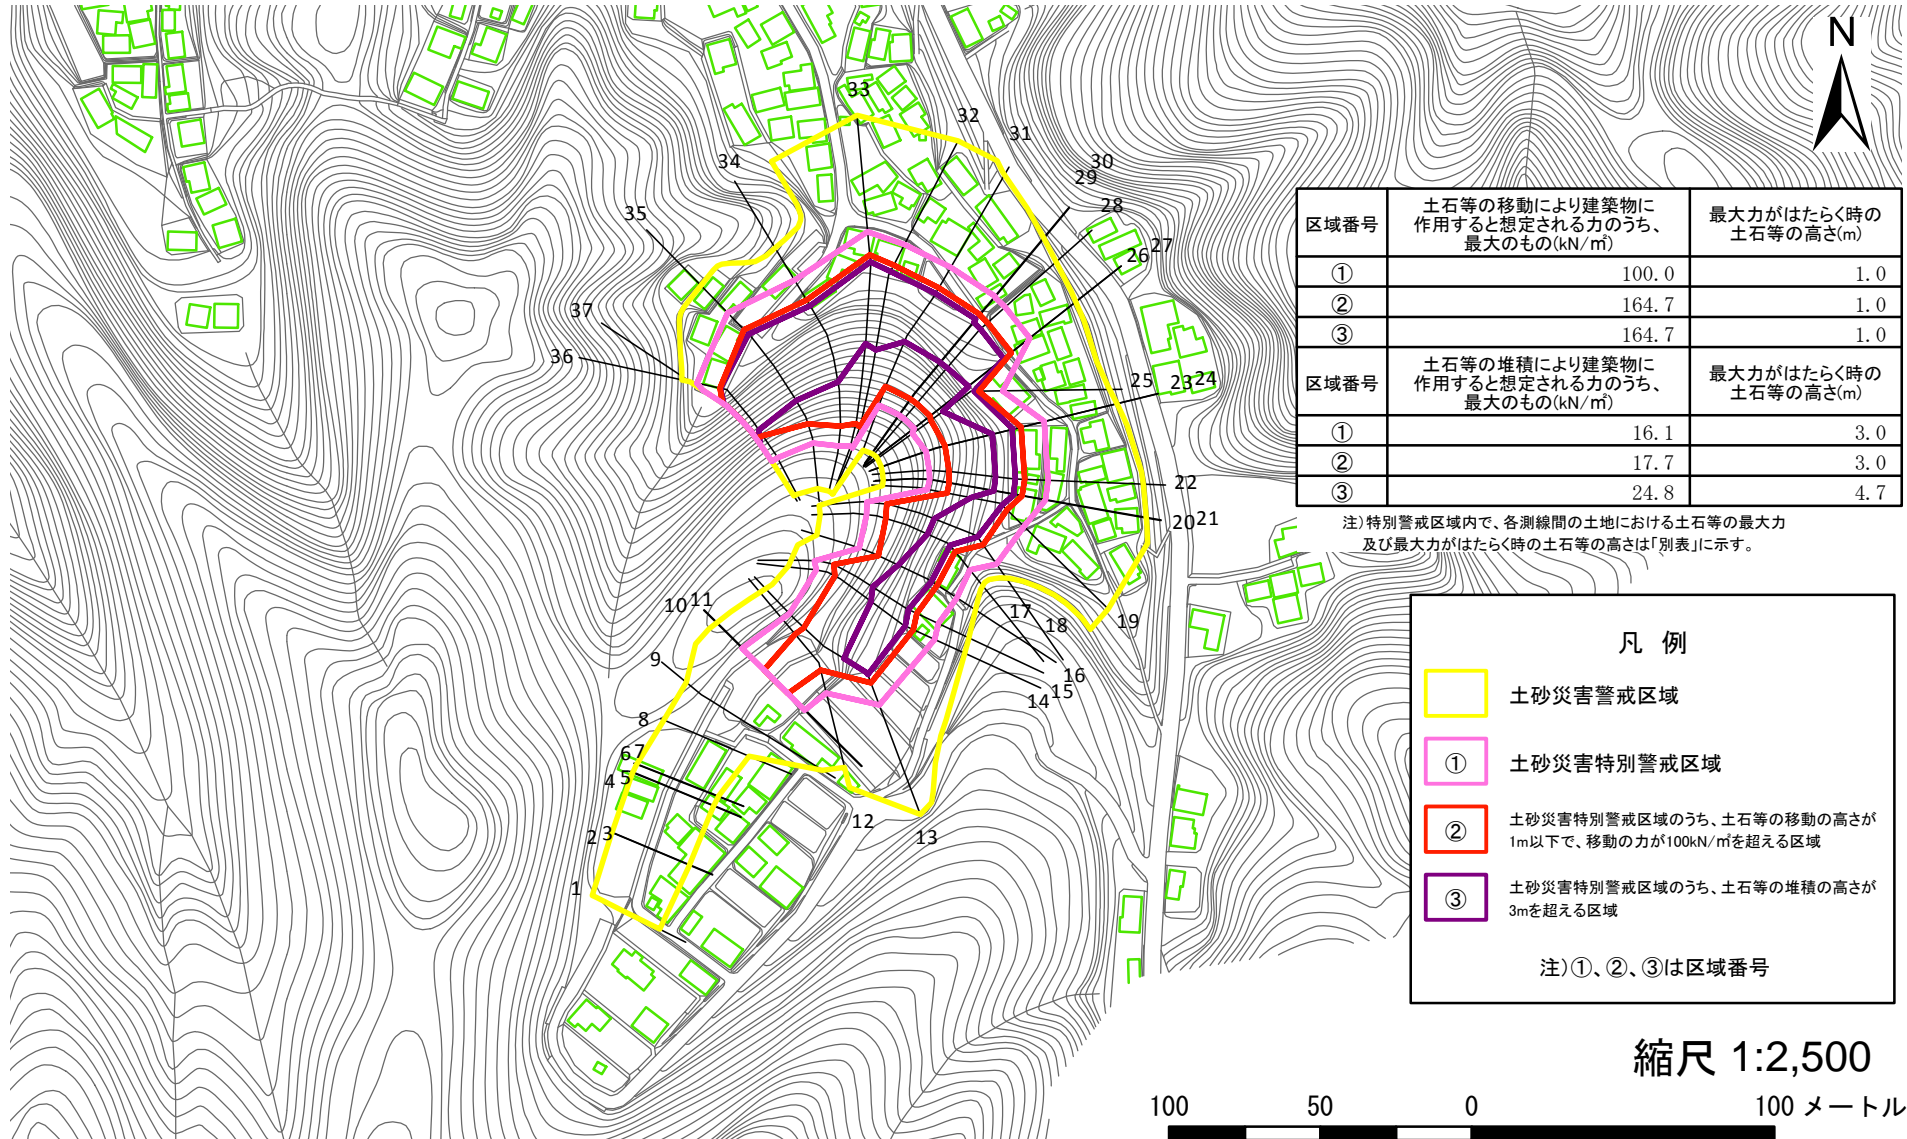 N
33
32
31
34
30
29
28
35
27
26
37
36
25
23
24
22
20
21
10
11
17
18
19
9
16
15
14
8
6
7
4
5
12
13
2
3
1
区域番号
土石等の移動により建築物に
作用すると想定される力のうち、
最大のもの(kN/㎡)
最大力がはたらく時の
土石等の高さ(m)
① 100.0 1.0
② 164.7 1.0
③ 164.7 1.0
区域番号
土石等の堆積により建築物に
作用すると想定される力のうち、
最大のもの(kN/㎡)
最大力がはたらく時の
土石等の高さ(m)
① 16.1 3.0
② 17.7 3.0
③ 24.8 4.7
注)特別警戒区域内で、各測線間の土地における土石等の最大力
及び最大力がはたらく時の土石等の高さは「別表」に示す。
凡 例
土砂災害警戒区域
① 土砂災害特別警戒区域
② 土砂災害特別警戒区域のうち、土石等の移動の高さが
1m以下で、移動の力が100kN/㎡を超える区域
③ 土砂災害特別警戒区域のうち、土石等の堆積の高さが
3mを超える区域
注)①、②、③は区域番号
縮尺 1:2,500
100 50 0 100 メートル